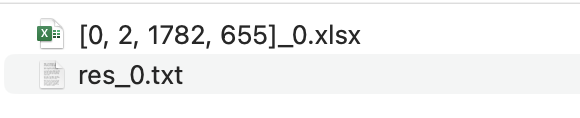 [0, 2, 1782, 655]_0.xlsx
res_0.txt